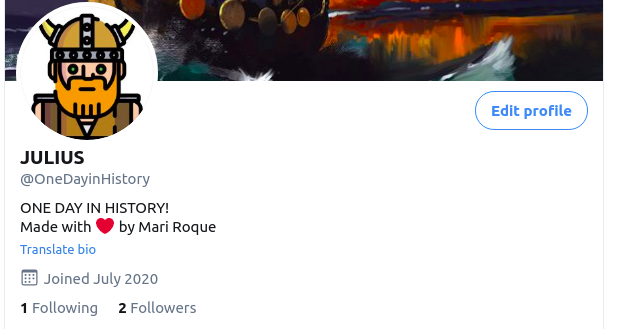 Edit profile
JULIUS
@OneDayinHistory
ONE DAY IN HISTORY!
Made with ❤ by Mari Roque
Translate bio
Joined July 2020
1 Following 2 Followers